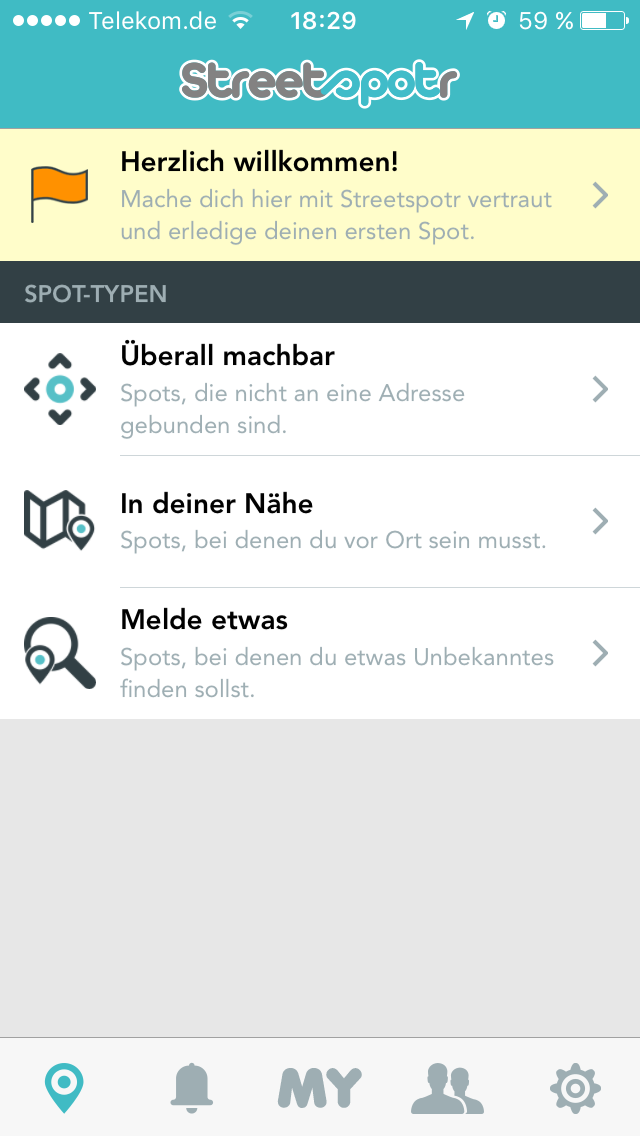 Telekom.de 18:29 59 %
Streetspotr
Herzlich willkommen!
Mache dich hier mit Streetspotr vertraut
und erledige deinen ersten Spot.
SPOT-TYPEN
Überall machbar
Spots, die nicht an eine Adresse
gebunden sind.
In deiner Nähe
Spots, bei denen du vor Ort sein musst.
Melde etwas
Spots, bei denen du etwas Unbekanntes
finden sollst.
MY